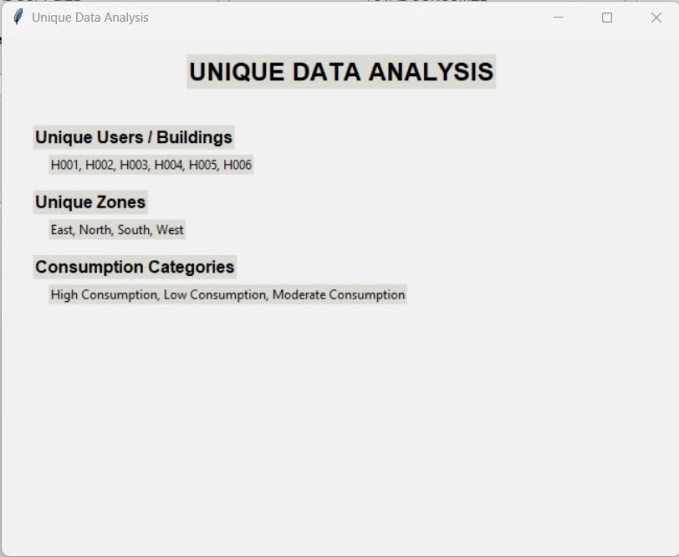 Unique Data Analysis
UNIQUE DATA ANALYSIS
Unique Users / Buildings
H001, H002, H003, H004, H005, H006
Unique Zones
East, North, South, West
Consumption Categories
High Consumption, Low Consumption, Moderate Consumption